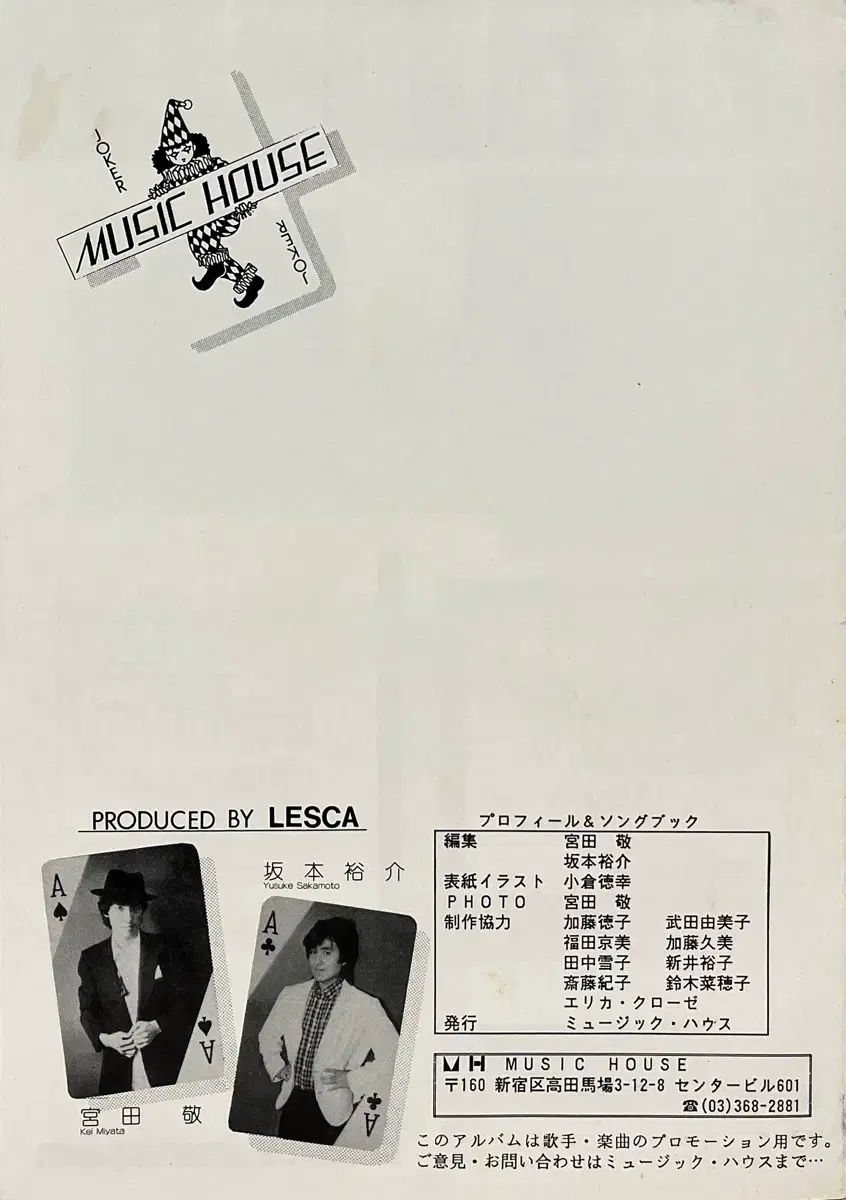 JOKER
MUSIC HOUSE
JOKER
PRODUCED BY LESCA
A
A
宮田 敬
Kei Miyata
坂本裕介
Yusuke Sakamoto
A
A
プロフィール&ソングブック
編集 宮田 敬
坂本裕介
表紙イラスト 小倉徳幸
PHOTO 宮田 敬
制作協力 加藤徳子 武田由美子
福田京美 加藤久美
田中雪子 新井裕子
斎藤紀子 鈴木菜穂子
エリカ・クローゼ
発行 ミュージック・ハウス
MH MUSIC HOUSE
〒160 新宿区高田馬場3-12-8 センタービル601
☎(03)368-2881
このアルバムは歌手・楽曲のプロモーション用です。
ご意見・お問い合わせはミュージック・ハウスまで…